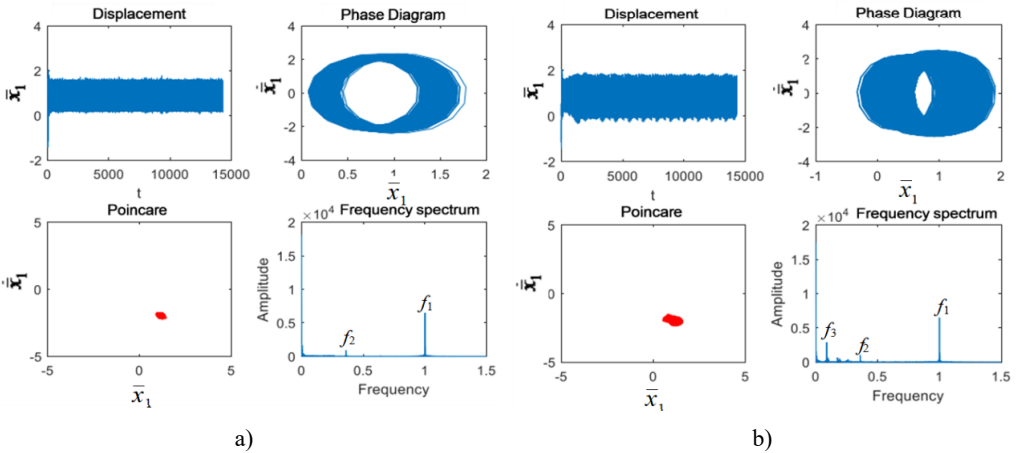 Displacement
4
2
0
-2
0 5000 10000 15000
t
x̄̇₁
Phase Diagram
4
2
0
-2
-4
0 0.5 1 1.5 2
x̄₁
ẋ̄₁
Poincare
5
0
-5
-5 0 5
x̄₁
ẋ̄₁
Frequency spectrum
×10⁴
2
1.5
1
0.5
0
0 0.5 1 1.5
Frequency
Amplitude
f₁
f₂
a)
Displacement
4
2
0
-2
0 5000 10000 15000
t
x̄₁
Phase Diagram
4
2
0
-2
-4
-1 0 1 2
x̄₁
ẋ̄₁
Poincare
5
0
-5
-5 0 5
x̄₁
ẋ̄₁
Frequency spectrum
×10⁴
2
1.5
1
0.5
0
0 0.5 1 1.5
Frequency
Amplitude
f₁
f₃
f₂
b)